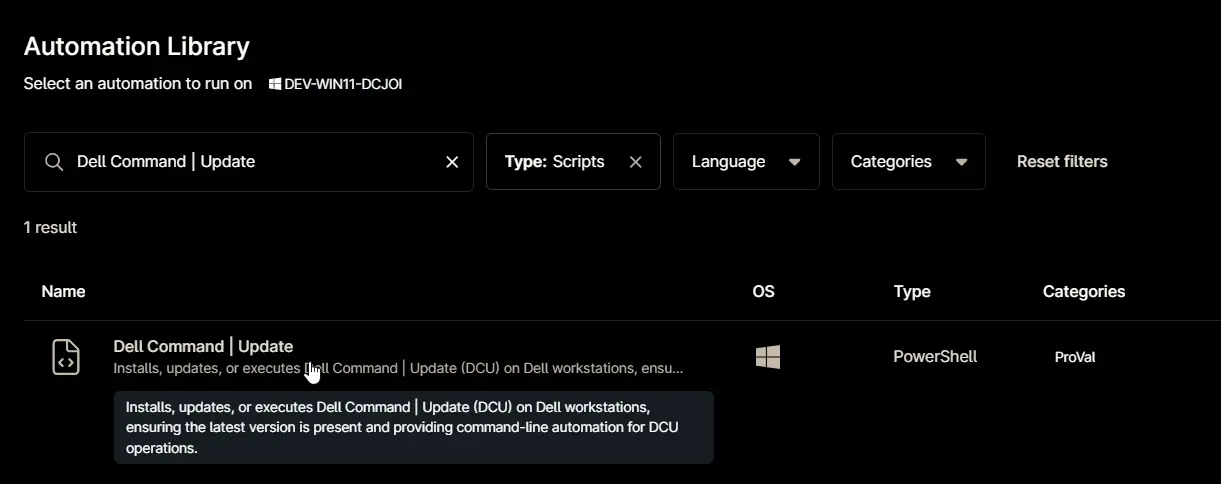 Automation Library
Select an automation to run on DEV-WIN11-DCJOI
Dell Command | Update
Type: Scripts
Language
Categories
Reset filters
1 result
Name OS Type Categories
Dell Command | Update
Installs, updates, or executes Dell Command | Update (DCU) on Dell workstations, ensu...
PowerShell
ProVal
Installs, updates, or executes Dell Command | Update (DCU) on Dell workstations,
ensuring the latest version is present and providing command-line automation for DCU
operations.